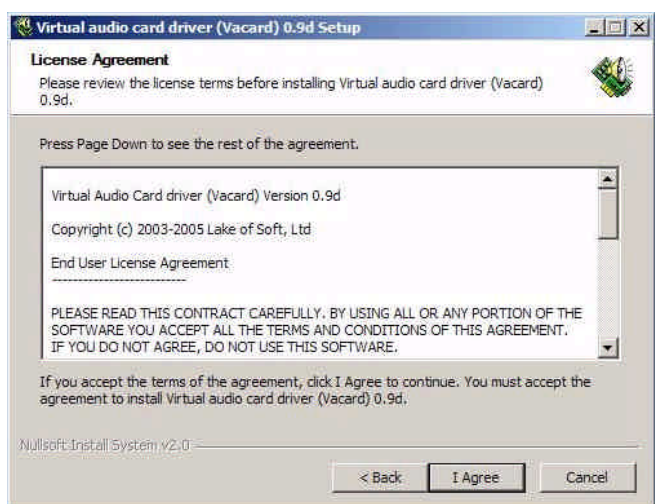 Virtual audio card driver (Vacard) 0.9d Setup
License Agreement
Please review the license terms before installing Virtual audio card driver (Vacard)
0.9d.
Press Page Down to see the rest of the agreement.
Virtual Audio Card driver (Vacard) Version 0.9d
Copyright (c) 2003-2005 Lake of Soft, Ltd
End User License Agreement
--------------------------
PLEASE READ THIS CONTRACT CAREFULLY. BY USING ALL OR ANY PORTION OF THE
SOFTWARE YOU ACCEPT ALL THE TERMS AND CONDITIONS OF THIS AGREEMENT.
IF YOU DO NOT AGREE, DO NOT USE THIS SOFTWARE.
If you accept the terms of the agreement, click I Agree to continue. You must accept the
agreement to install Virtual audio card driver (Vacard) 0.9d.
Nullsoft Install System v2.0
< Back
I Agree
Cancel